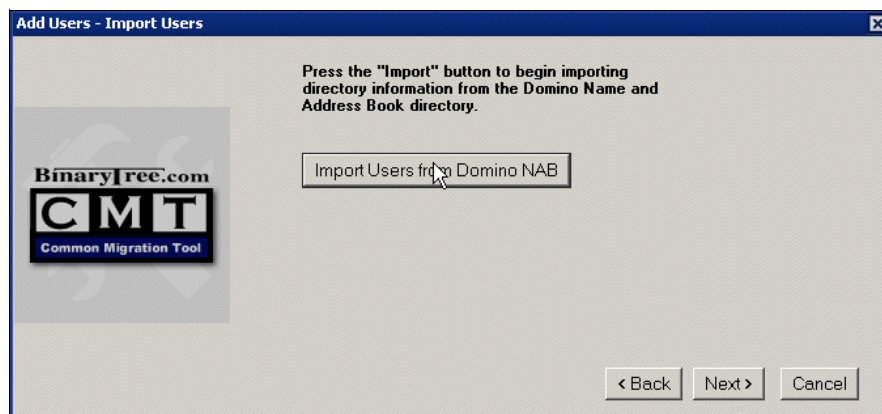 Add Users - Import Users
Press the "Import" button to begin importing
directory information from the Domino Name and
Address Book directory.
Import Users from Domino NAB
BinaryTree.com
CMT
Common Migration Tool
< Back
Next >
Cancel